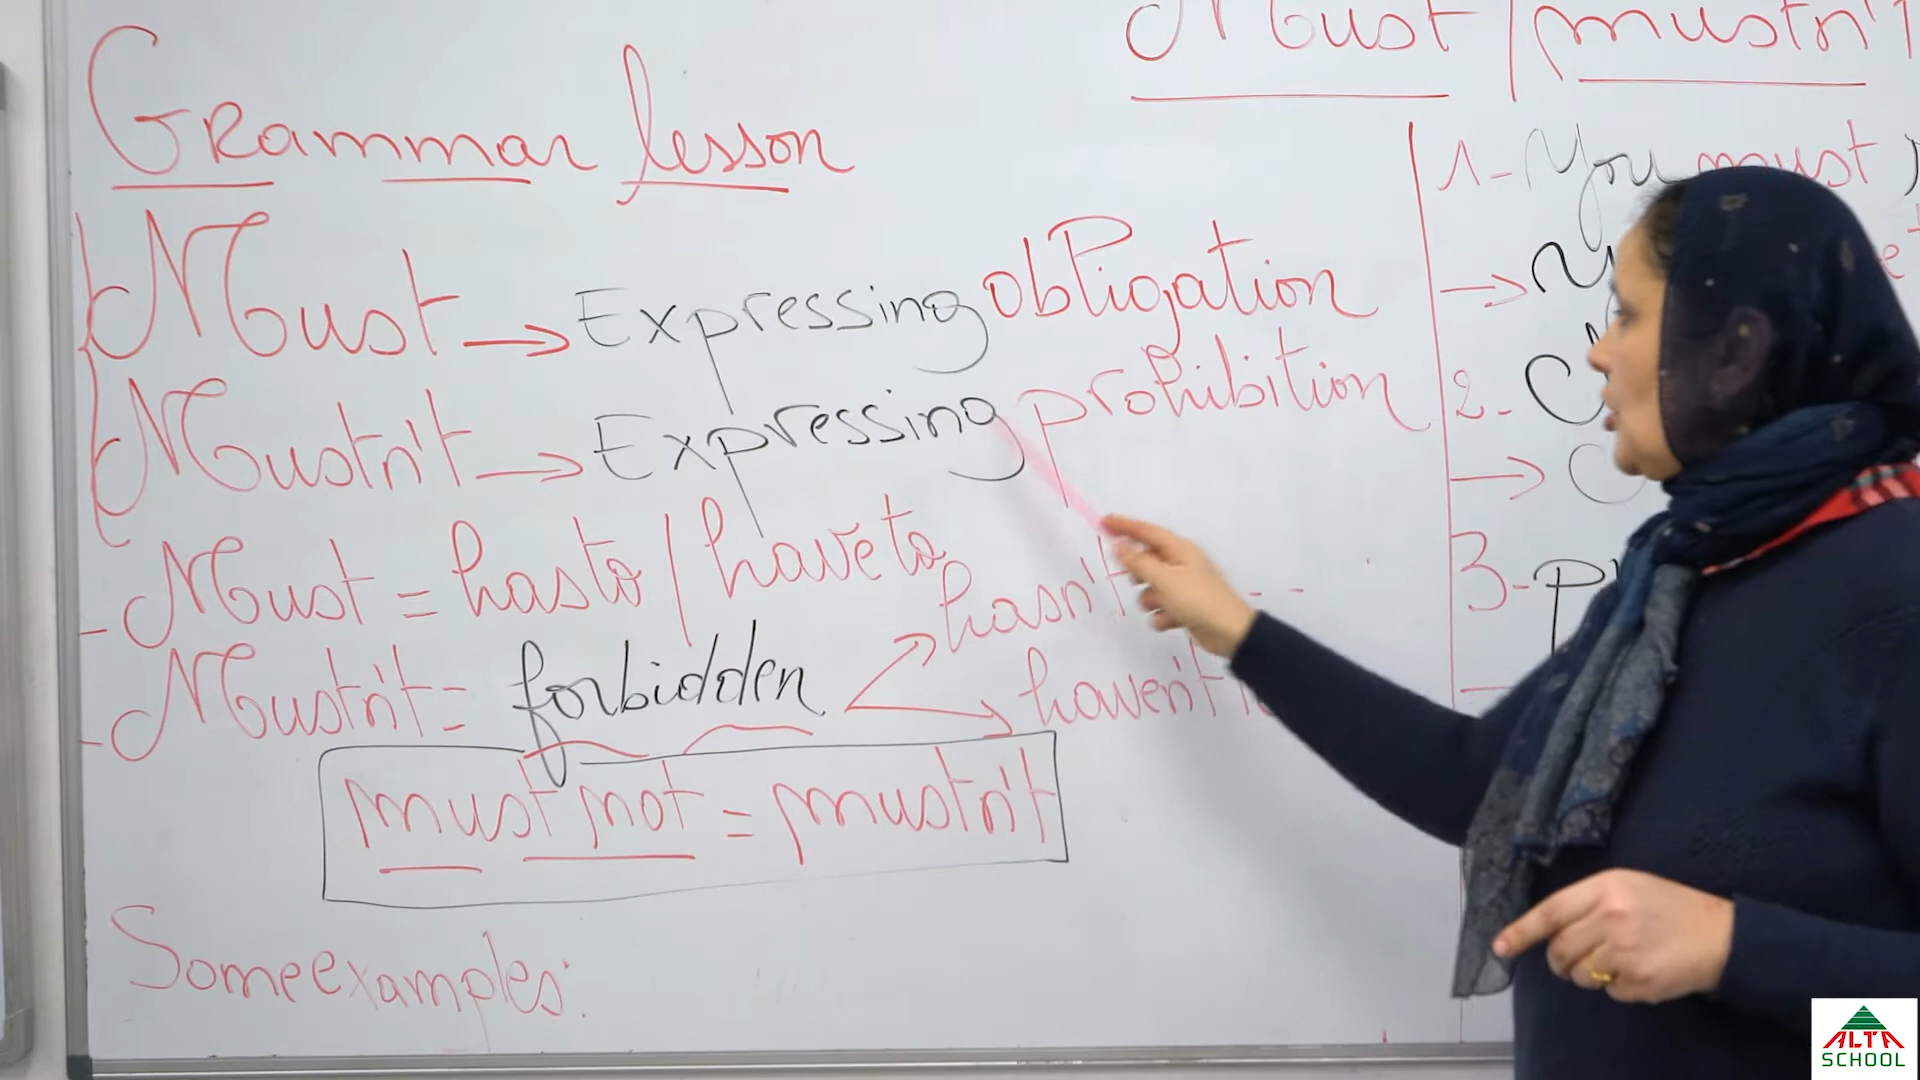 Grammar lesson
Must → Expressing obligation
Mustn't → Expressing prohibition
- Must = has to / have to
- Mustn't = forbidden
hasn't
haven't
must not = mustn't
Some examples:
Must / mustn't
1- You must
→
2-
→
3-
ALTA
SCHOOL